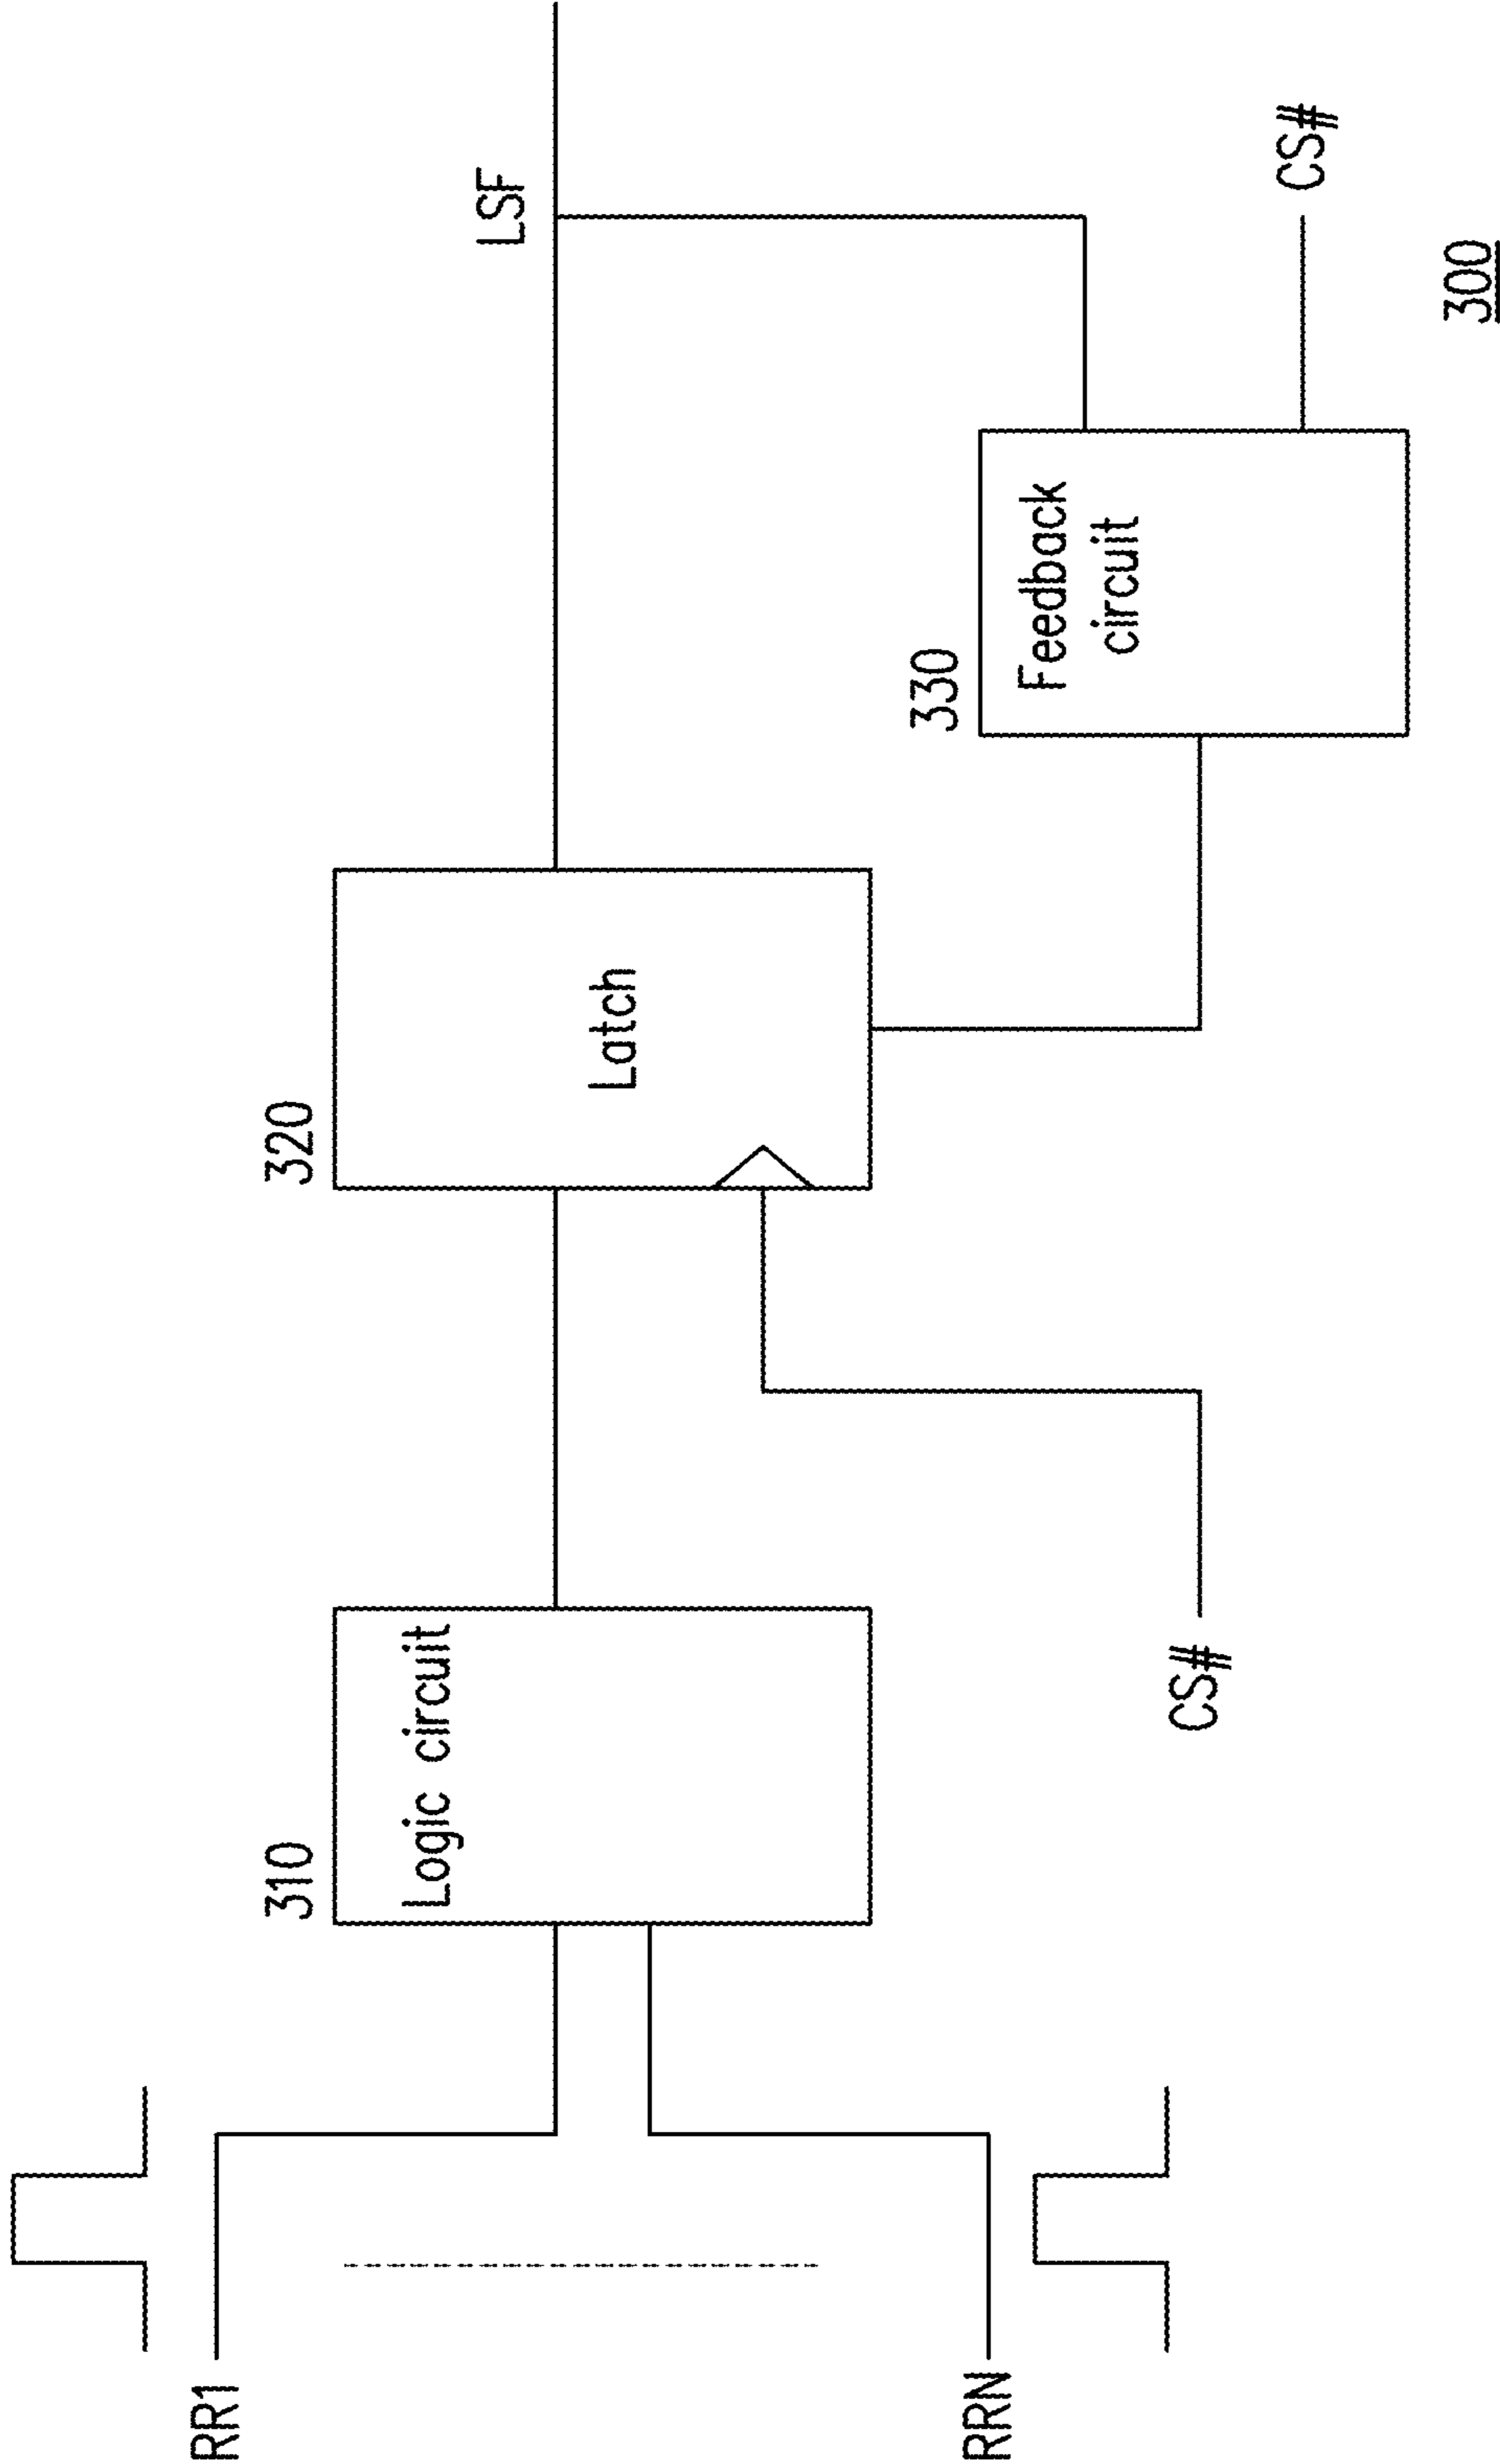 RR1
RRN
310
Logic circuit
CS#
320
Latch
330
Feedback
circuit
LSF
CS#
300